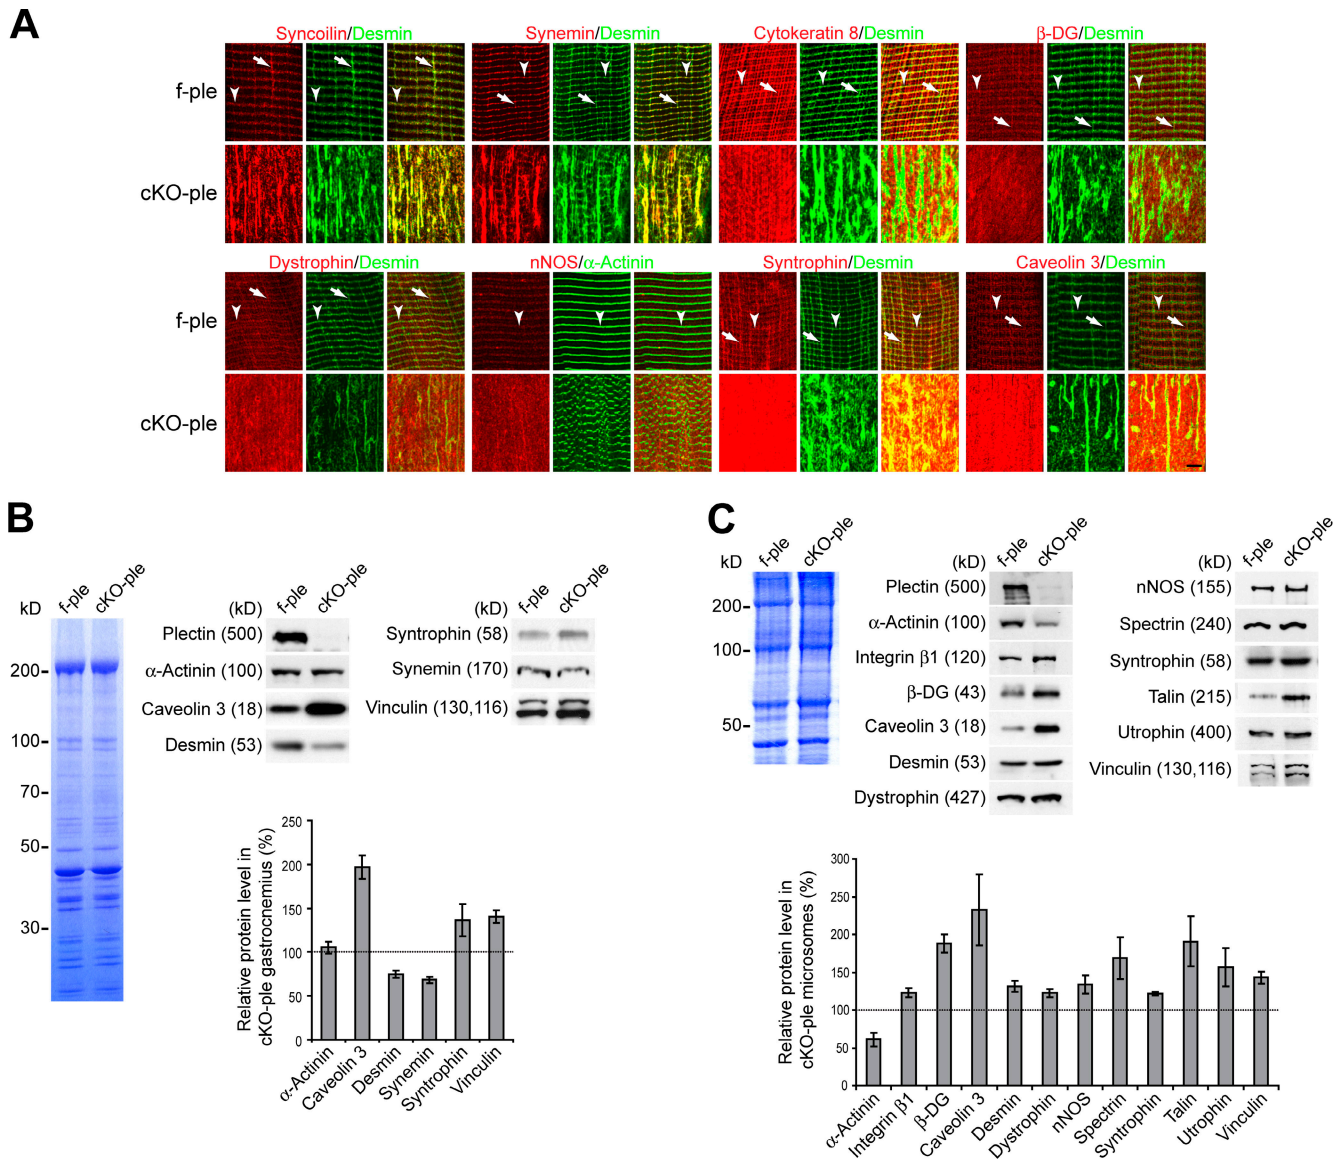 A
Syncoilin/Desmin
Synemin/Desmin
Cytokeratin 8/Desmin
β-DG/Desmin
f-ple
cKO-ple
Dystrophin/Desmin
nNOS/α-Actinin
Syntrophin/Desmin
Caveolin 3/Desmin
f-ple
cKO-ple
B
kD
f-ple
cKO-ple
200
100
70
50
30
(kD)
f-ple
cKO-ple
Plectin (500)
α-Actinin (100)
Caveolin 3 (18)
Desmin (53)
(kD)
f-ple
cKO-ple
Syntrophin (58)
Synemin (170)
Vinculin (130,116)
Relative protein level in
cKO-ple gastrocnemius (%)
250
200
150
100
50
0
α-Actinin
Caveolin 3
Desmin
Synemin
Syntrophin
Vinculin
C
kD
f-ple
cKO-ple
200
100
50
(kD)
f-ple
cKO-ple
Plectin (500)
α-Actinin (100)
Integrin β1 (120)
β-DG (43)
Caveolin 3 (18)
Desmin (53)
Dystrophin (427)
(kD)
f-ple
cKO-ple
nNOS (155)
Spectrin (240)
Syntrophin (58)
Talin (215)
Utrophin (400)
Vinculin (130,116)
Relative protein level in
cKO-ple microsomes (%)
300
250
200
150
100
50
0
α-Actinin
Integrin β1
β-DG
Caveolin 3
Desmin
Dystrophin
nNOS
Spectrin
Syntrophin
Talin
Utrophin
Vinculin